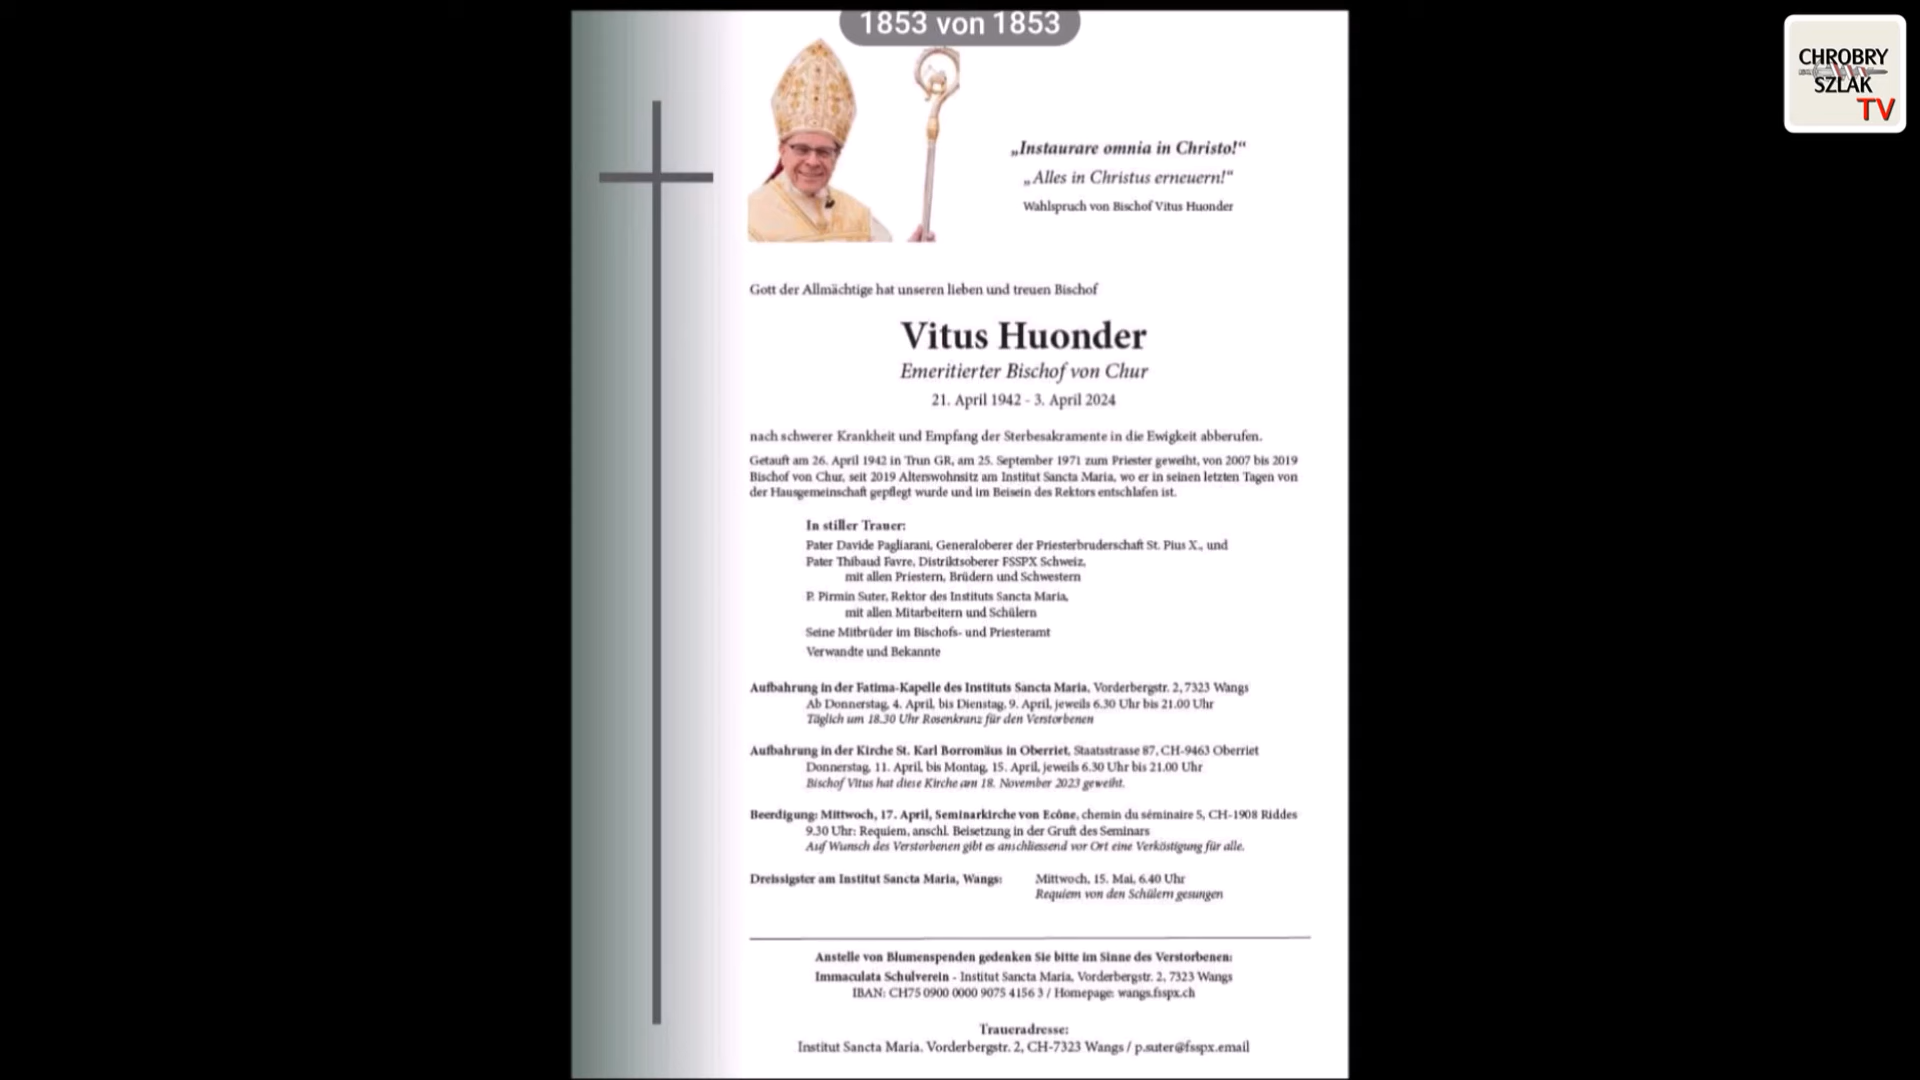 1853 von 1853
CHROBRY
SZLAK
TV
„Instaurare omnia in Christo!“
„Alles in Christus erneuern!“
Wahlspruch von Bischof Vitus Huonder
Gott der Allmächtige hat unseren lieben und treuen Bischof
Vitus Huonder
Emeritierter Bischof von Chur
21. April 1942 - 3. April 2024
nach schwerer Krankheit und Empfang der Sterbesakramente in die Ewigkeit abberufen.
Getauft am 26. April 1942 in Trun GR, am 25. September 1971 zum Priester geweiht, von 2007 bis 2019
Bischof von Chur, seit 2019 Alterswohnsitz am Institut Sancta Maria, wo er in seinen letzten Tagen von
der Hausgemeinschaft gepflegt wurde und im Beisein des Rektors entschlafen ist.
In stiller Trauer:
Pater Davide Pagliarani, Generaloberer der Priesterbruderschaft St. Pius X., und
Pater Thibaud Favre, Distriktsoberer FSSPX Schweiz,
mit allen Priestern, Brüdern und Schwestern
P. Pirmin Suter, Rektor des Instituts Sancta Maria,
mit allen Mitarbeitern und Schülern
Seine Mitbrüder im Bischofs- und Priesteramt
Verwandte und Bekannte
Aufbahrung in der Fatima-Kapelle des Instituts Sancta Maria, Vorderbergstr. 2, 7323 Wangs
Ab Donnerstag, 4. April, bis Dienstag, 9. April, jeweils 6.30 Uhr bis 21.00 Uhr
Täglich um 18.30 Uhr Rosenkranz für den Verstorbenen
Aufbahrung in der Kirche St. Karl Borromäus in Oberriet, Staatsstrasse 87, CH-9463 Oberriet
Donnerstag, 11. April, bis Montag, 15. April, jeweils 6.30 Uhr bis 21.00 Uhr
Bischof Vitus hat diese Kirche am 18. November 2023 geweiht.
Beerdigung: Mittwoch, 17. April, Seminarkirche von Ecône, chemin du séminaire 5, CH-1908 Riddes
9.30 Uhr: Requiem, anschl. Beisetzung in der Gruft des Seminars
Auf Wunsch des Verstorbenen gibt es anschliessend vor Ort eine Verköstigung für alle.
Dreissigster am Institut Sancta Maria, Wangs: Mittwoch, 15. Mai, 6.40 Uhr
Requiem von den Schülern gesungen
Anstelle von Blumenspenden gedenken Sie bitte im Sinne des Verstorbenen:
Immaculata Schulverein - Institut Sancta Maria, Vorderbergstr. 2, 7323 Wangs
IBAN: CH75 0900 0000 9075 4156 3 / Homepage: wangs.fsspx.ch
Traueradresse:
Institut Sancta Maria, Vorderbergstr. 2, CH-7323 Wangs / p.suter@fsspx.email